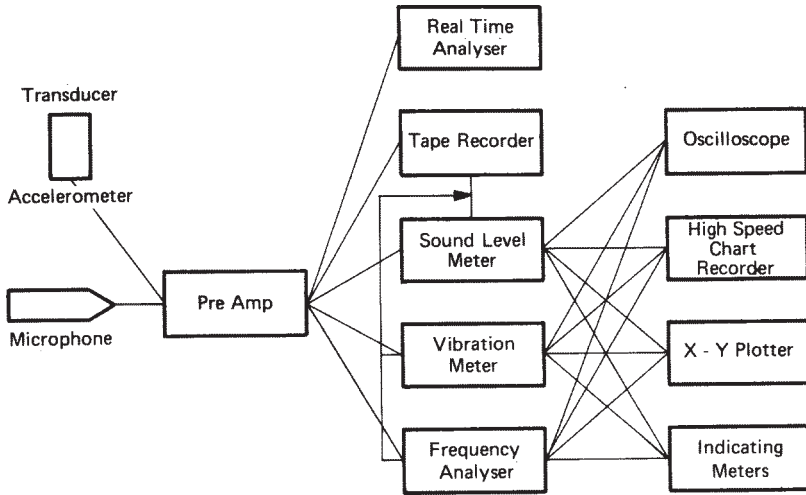 Real Time
Analyser
Transducer
Tape Recorder
Oscilloscope
Accelerometer
Sound Level
Meter
High Speed
Chart
Recorder
Pre Amp
Microphone
Vibration
Meter
X - Y Plotter
Frequency
Analyser
Indicating
Meters